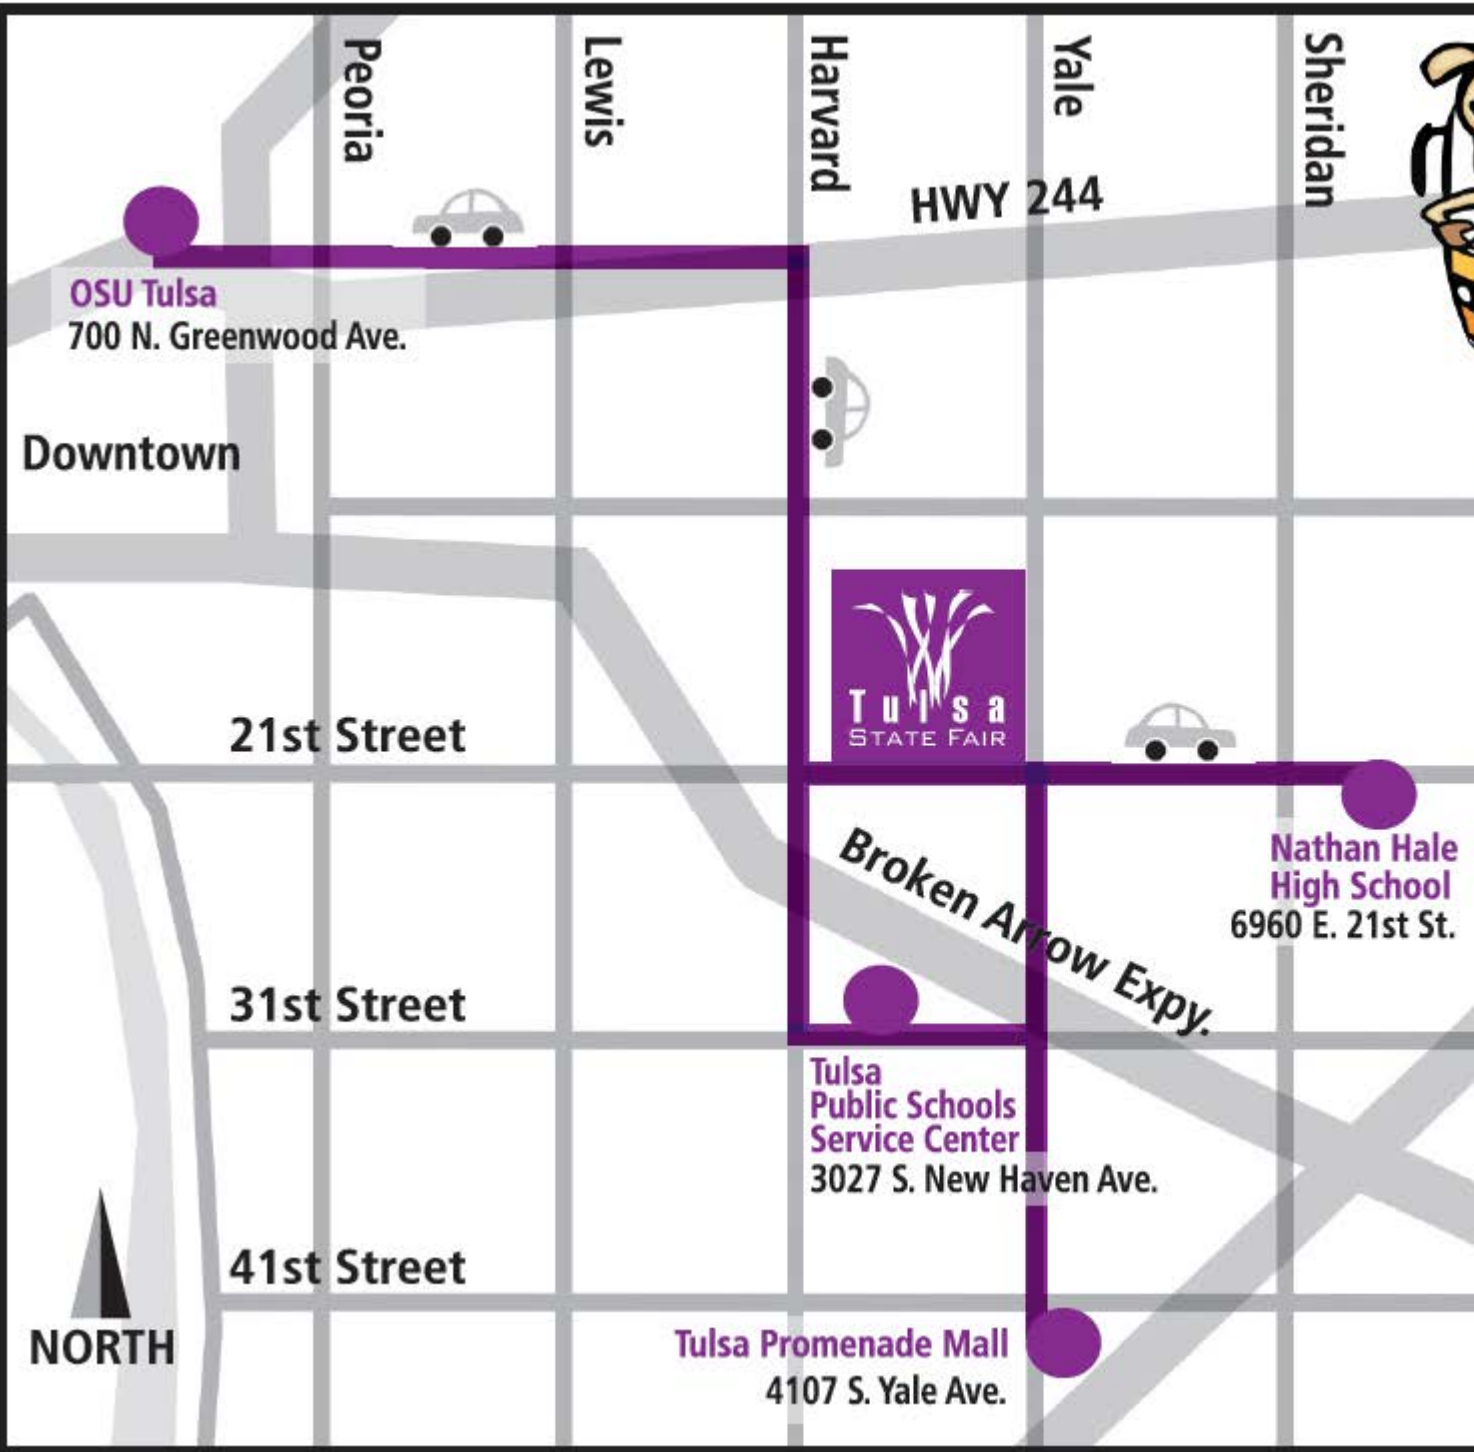 Peoria
Lewis
Harvard
Yale
Sheridan
HWY 244
OSU Tulsa
700 N. Greenwood Ave.
Downtown
Tulsa
STATE FAIR
21st Street
Broken Arrow Expy.
Nathan Hale
High School
6960 E. 21st St.
31st Street
Tulsa
Public Schools
Service Center
3027 S. New Haven Ave.
41st Street
NORTH
Tulsa Promenade Mall
4107 S. Yale Ave.